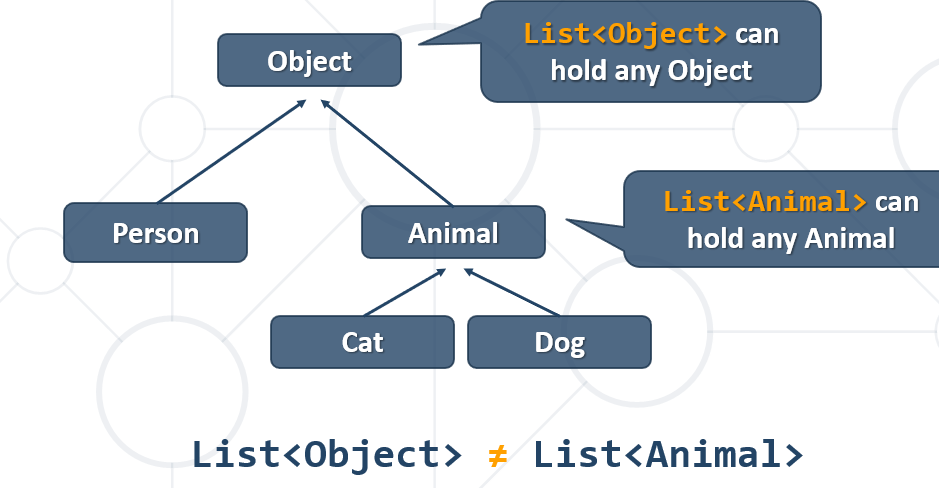 Object
List<Object> can
hold any Object
Person
Animal
List<Animal> can
hold any Animal
Cat
Dog
List<Object> ≠ List<Animal>